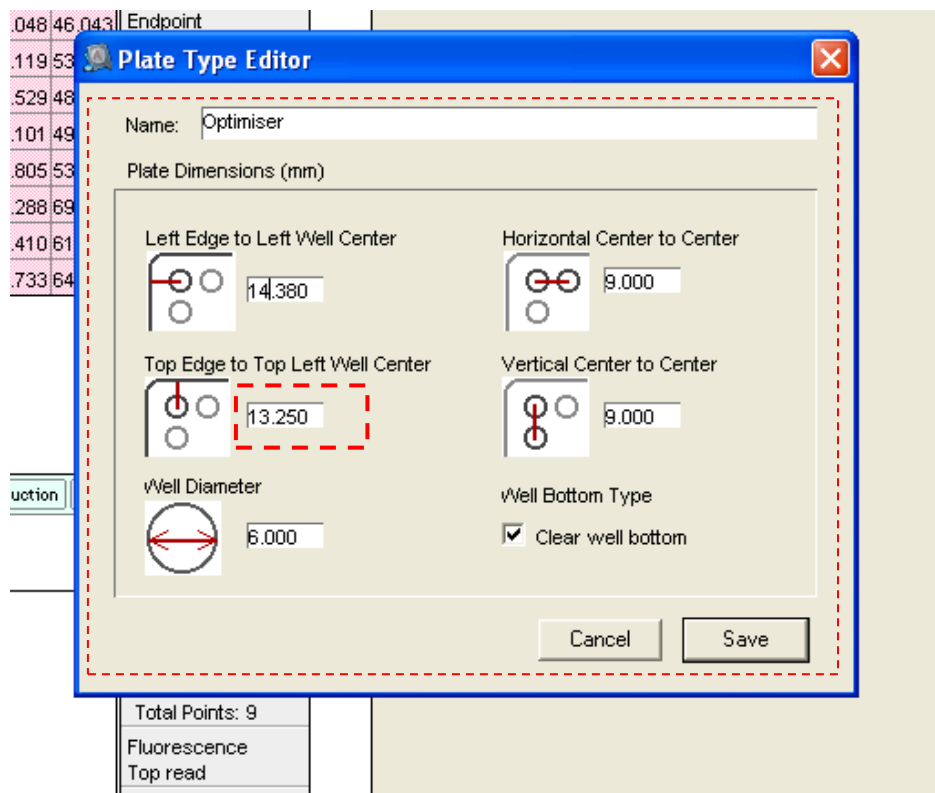 .048 46.043 Endpoint
.119 53
.529 48
.101 49
.805 53
.288 69
.410 61
.733 64
Plate Type Editor
Name: Optimiser
Plate Dimensions (mm)
Left Edge to Left Well Center
14.380
Horizontal Center to Center
9.000
Top Edge to Top Left Well Center
13.250
Vertical Center to Center
9.000
Well Diameter
6.000
Well Bottom Type
Clear well bottom
Cancel Save
uction
Total Points: 9
Fluorescence
Top read